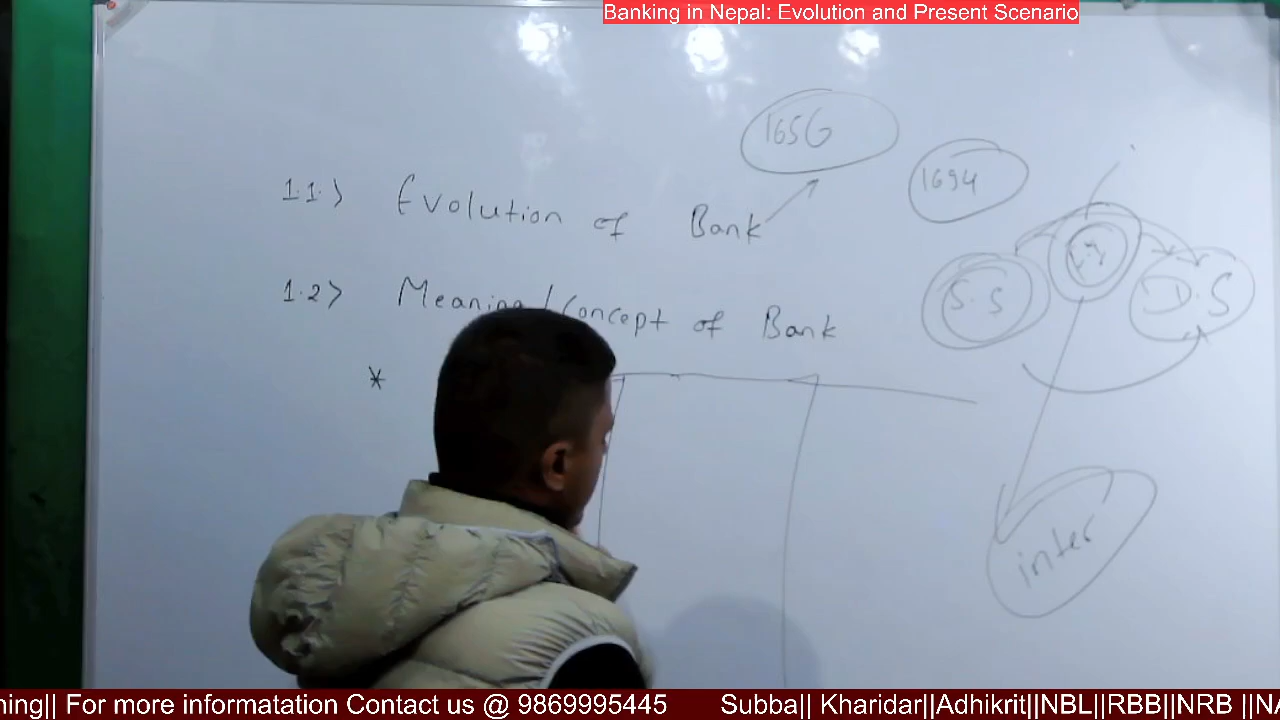 Banking in Nepal: Evolution and Present Scenario
1656
1694
1.1> Evolution of Bank
S.S
D.S
1.2> Meaning/Concept of Bank
*
inter
ning|| For more informatation Contact us @ 9869995445 Subba|| Kharidar||Adhikrit||NBL||RBB||NRB ||NA